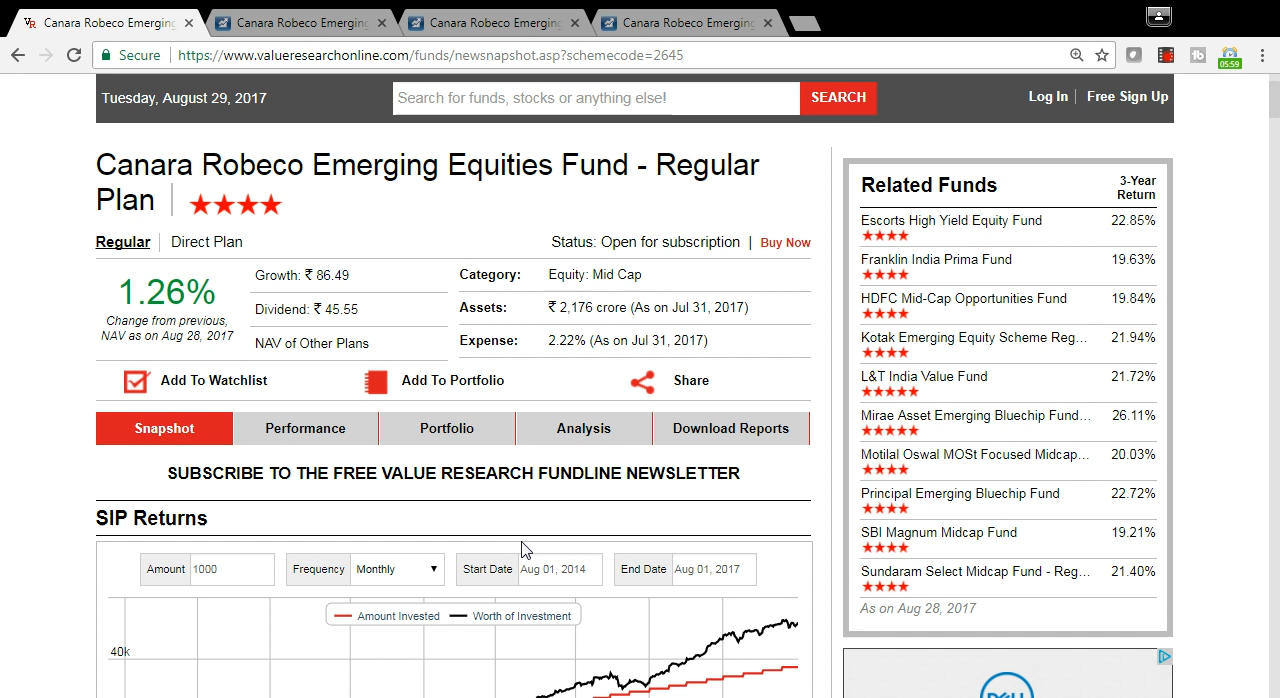 Canara Robeco Emerging
Canara Robeco Emerging
Canara Robeco Emerging
Canara Robeco Emerging
Secure
https://www.valueresearchonline.com/funds/newsnapshot.asp?schemecode=2645
05:59
Tuesday, August 29, 2017
Search for funds, stocks or anything else!
SEARCH
Log In
Free Sign Up
Canara Robeco Emerging Equities Fund - Regular
Plan
Regular
Direct Plan
Status: Open for subscription | Buy Now
1.26%
Change from previous,
NAV as on Aug 28, 2017
Growth: ₹ 86.49
Dividend: ₹ 45.55
NAV of Other Plans
Category: Equity: Mid Cap
Assets: ₹ 2,176 crore (As on Jul 31, 2017)
Expense: 2.22% (As on Jul 31, 2017)
Add To Watchlist
Add To Portfolio
Share
Snapshot
Performance
Portfolio
Analysis
Download Reports
SUBSCRIBE TO THE FREE VALUE RESEARCH FUNDLINE NEWSLETTER
SIP Returns
Amount 1000
Frequency Monthly
Start Date Aug 01, 2014
End Date Aug 01, 2017
Amount Invested
Worth of Investment
40k
Related Funds
3-Year
Return
Escorts High Yield Equity Fund 22.85%
Franklin India Prima Fund 19.63%
HDFC Mid-Cap Opportunities Fund 19.84%
Kotak Emerging Equity Scheme Reg... 21.94%
L&T India Value Fund 21.72%
Mirae Asset Emerging Bluechip Fund... 26.11%
Motilal Oswal MOSt Focused Midcap... 20.03%
Principal Emerging Bluechip Fund 22.72%
SBI Magnum Midcap Fund 19.21%
Sundaram Select Midcap Fund - Reg... 21.40%
As on Aug 28, 2017
DELL